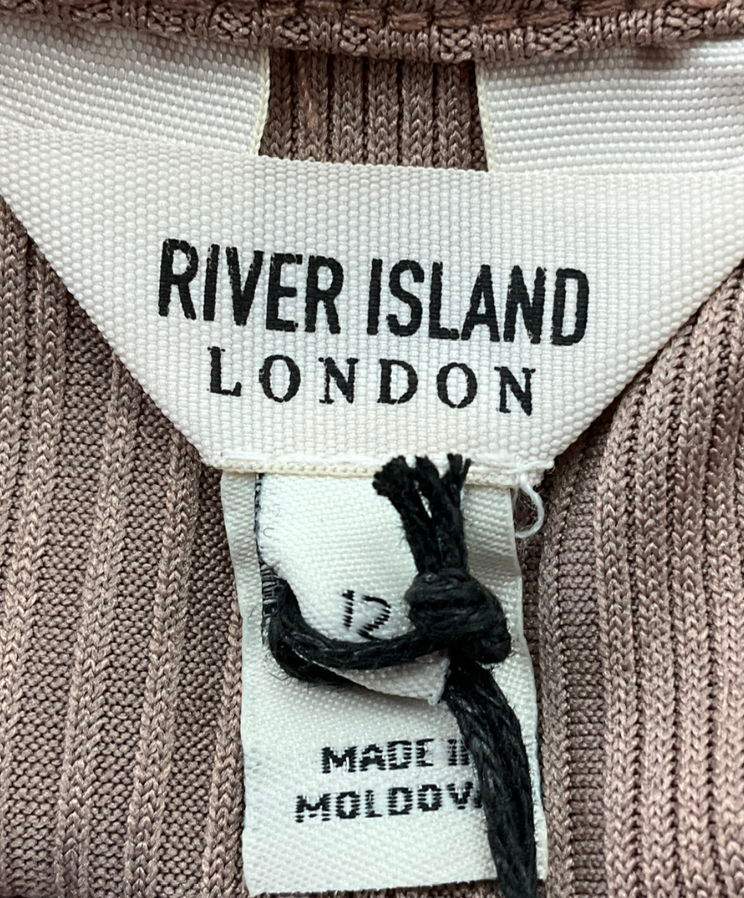 RIVER ISLAND
LONDON
12
MADE IN
MOLDOVA